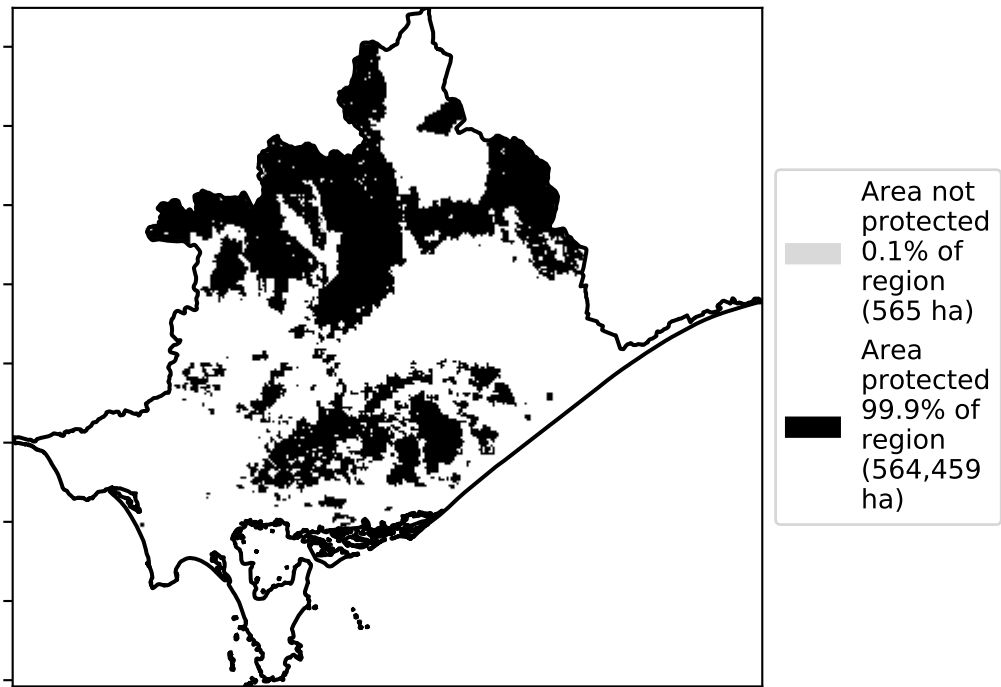 Area not
protected
0.1% of
region
(565 ha)
Area
protected
99.9% of
region
(564,459
ha)